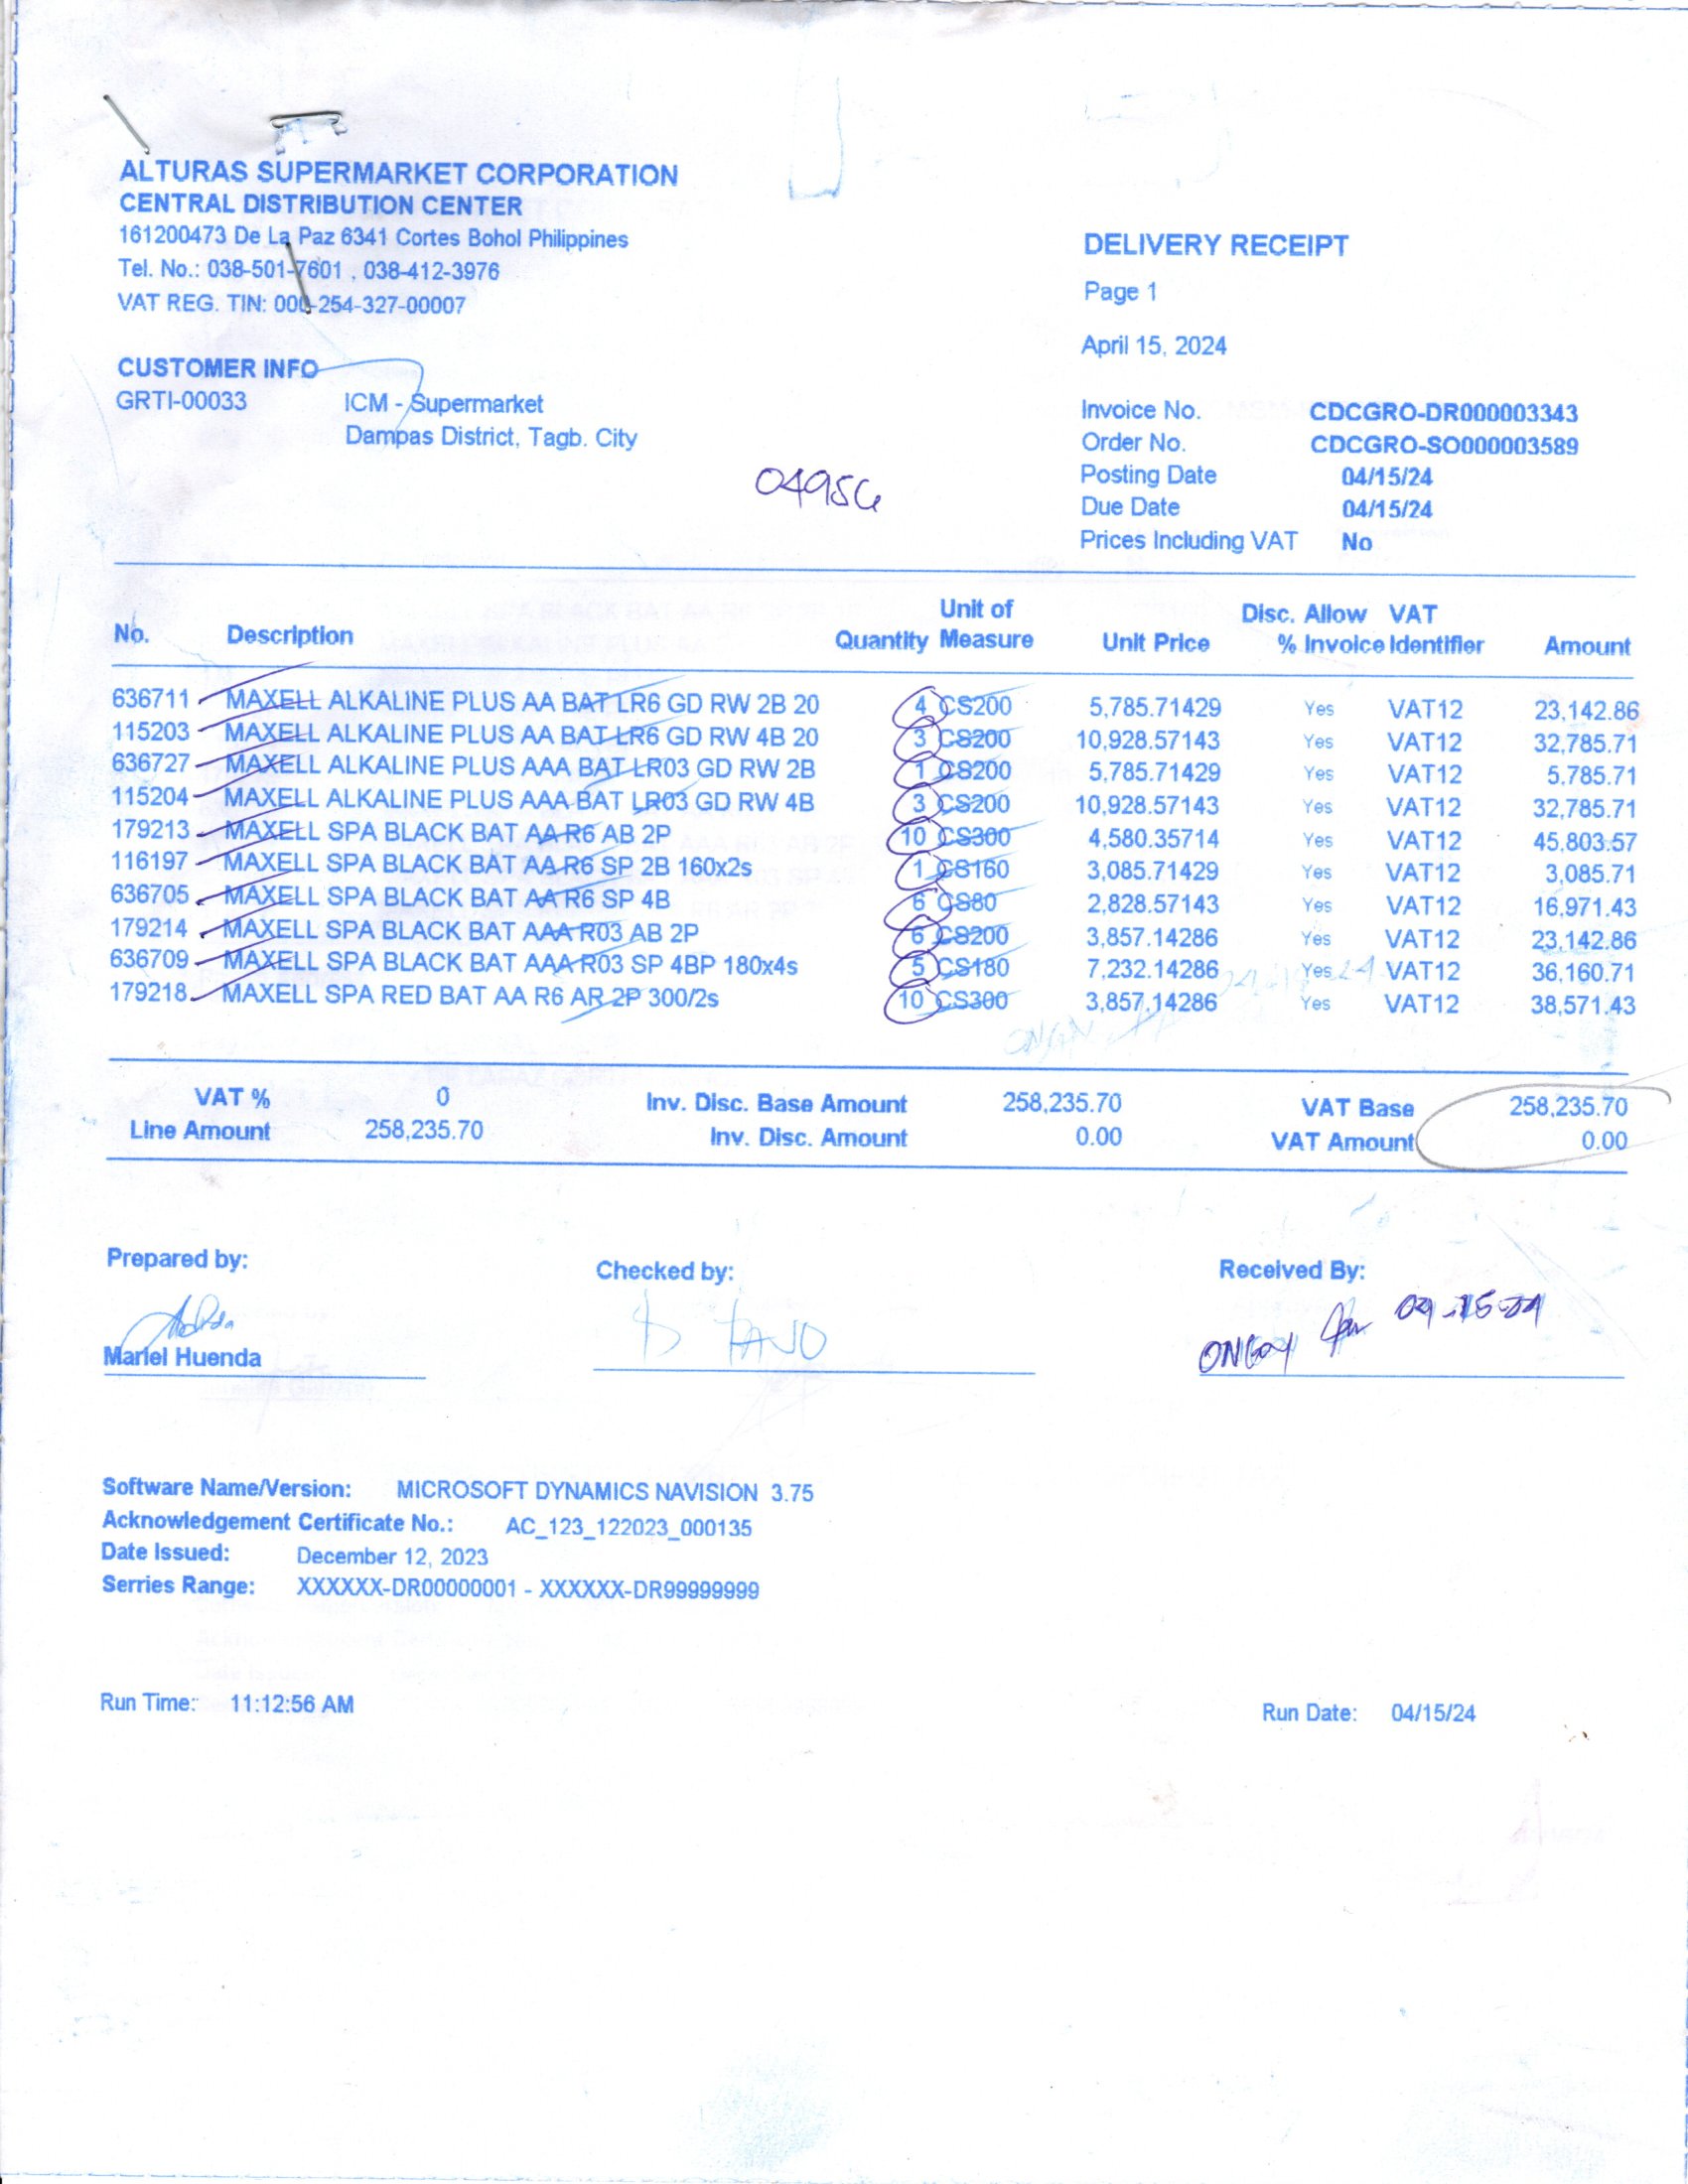 ALTURAS SUPERMARKET CORPORATION
CENTRAL DISTRIBUTION CENTER
161200473 De La Paz 6341 Cortes Bohol Philippines
Tel. No.: 038-501-7601 , 038-412-3976
VAT REG. TIN: 000-254-327-00007
DELIVERY RECEIPT
Page 1
April 15, 2024
CUSTOMER INFO
GRTI-00033 ICM - Supermarket
Dampas District, Tagb. City
Invoice No. CDCGRO-DR000003343
Order No. CDCGRO-SO000003589
Posting Date 04/15/24
Due Date 04/15/24
Prices Including VAT No
No. Description Quantity Unit of Measure Unit Price Disc. % Allow Invoice VAT Identifier Amount
636711 MAXELL ALKALINE PLUS AA BAT LR6 GD RW 2B 20 4 CS200 5,785.71429 Yes VAT12 23,142.86
115203 MAXELL ALKALINE PLUS AA BAT LR6 GD RW 4B 20 3 CS200 10,928.57143 Yes VAT12 32,785.71
636727 MAXELL ALKALINE PLUS AAA BAT LR03 GD RW 2B 1 CS200 5,785.71429 Yes VAT12 5,785.71
115204 MAXELL ALKALINE PLUS AAA BAT LR03 GD RW 4B 3 CS200 10,928.57143 Yes VAT12 32,785.71
179213 MAXELL SPA BLACK BAT AA R6 AB 2P 10 CS300 4,580.35714 Yes VAT12 45,803.57
116197 MAXELL SPA BLACK BAT AA R6 SP 2B 160x2s 1 CS160 3,085.71429 Yes VAT12 3,085.71
636705 MAXELL SPA BLACK BAT AA R6 SP 4B 6 CS80 2,828.57143 Yes VAT12 16,971.43
179214 MAXELL SPA BLACK BAT AAA R03 AB 2P 6 CS200 3,857.14286 Yes VAT12 23,142.86
636709 MAXELL SPA BLACK BAT AAA R03 SP 4BP 180x4s 5 CS180 7,232.14286 Yes VAT12 36,160.71
179218 MAXELL SPA RED BAT AA R6 AR 2P 300/2s 10 CS300 3,857.14286 Yes VAT12 38,571.43
VAT % 0 Inv. Disc. Base Amount 258,235.70 VAT Base 258,235.70
Line Amount 258,235.70 Inv. Disc. Amount 0.00 VAT Amount 0.00
Prepared by: Checked by: Received By:
Mariel Huenda
Software Name/Version: MICROSOFT DYNAMICS NAVISION 3.75
Acknowledgement Certificate No.: AC_123_122023_000135
Date Issued: December 12, 2023
Serries Range: XXXXXX-DR00000001 - XXXXXX-DR99999999
Run Time: 11:12:56 AM Run Date: 04/15/24